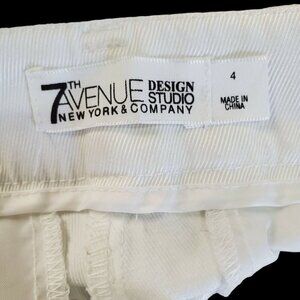 7TH AVENUE DESIGN STUDIO
NEW YORK & COMPANY
4
MADE IN
CHINA